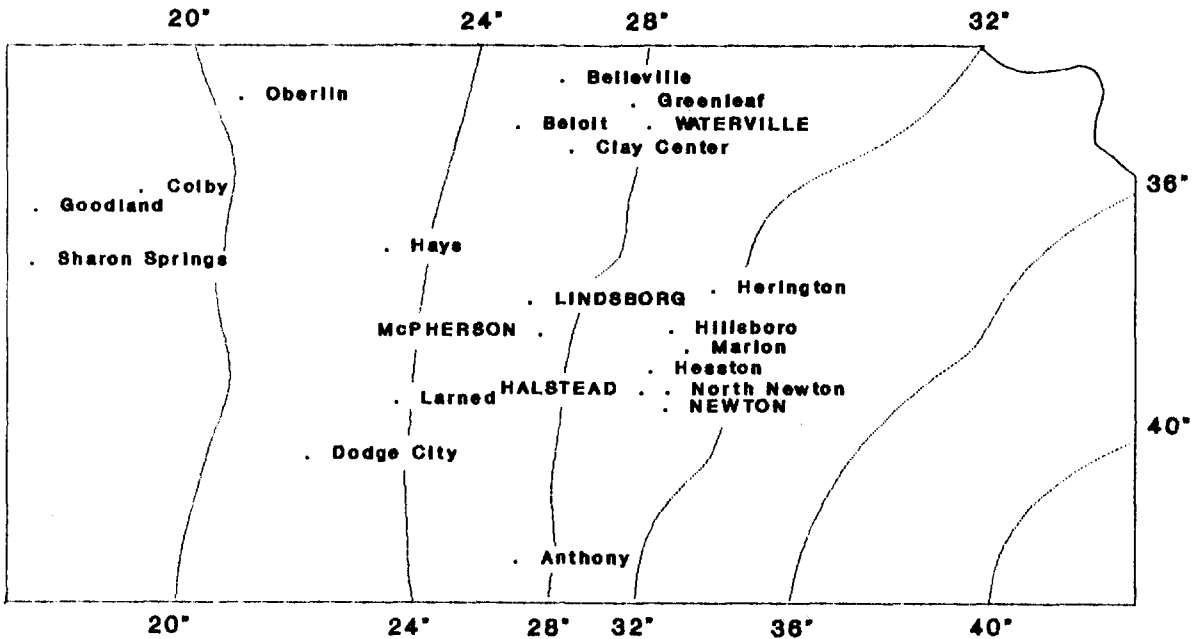 20" 24" 28" 32"
Belleville
Oberlin
Greenleaf
Beloit
WATERVILLE
Clay Center
36"
Colby
Goodland
Hays
Sharon Springs
Herington
LINDSBORG
McPHERSON
Hillsboro
Marion
Hesston
HALSTEAD
North Newton
Larned
NEWTON
40"
Dodge City
Anthony
20" 24" 28" 32" 36" 40"